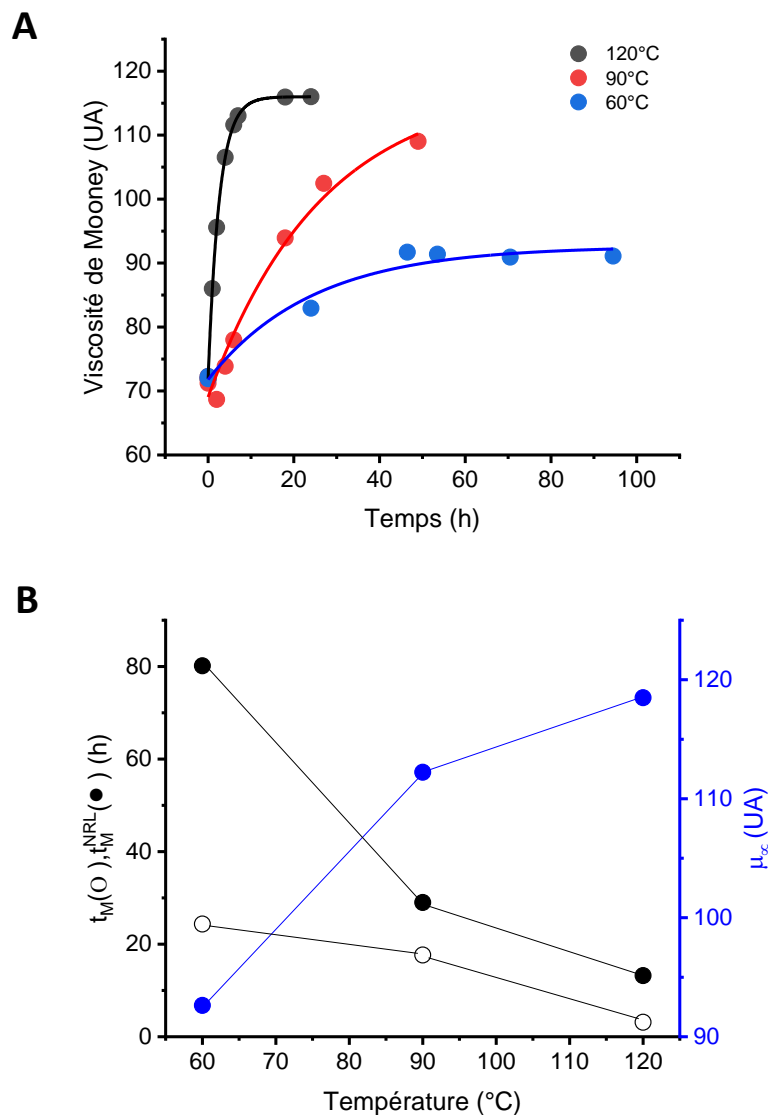 A
120°C
90°C
60°C
Viscosité de Mooney (UA)
120
110
100
90
80
70
60
0 20 40 60 80 100
Temps (h)
B
t_M(O),t_M^NRL(●) (h)
80
60
40
20
0
120
110
100
90
μ_∝ (UA)
60 70 80 90 100 110 120
Température (°C)